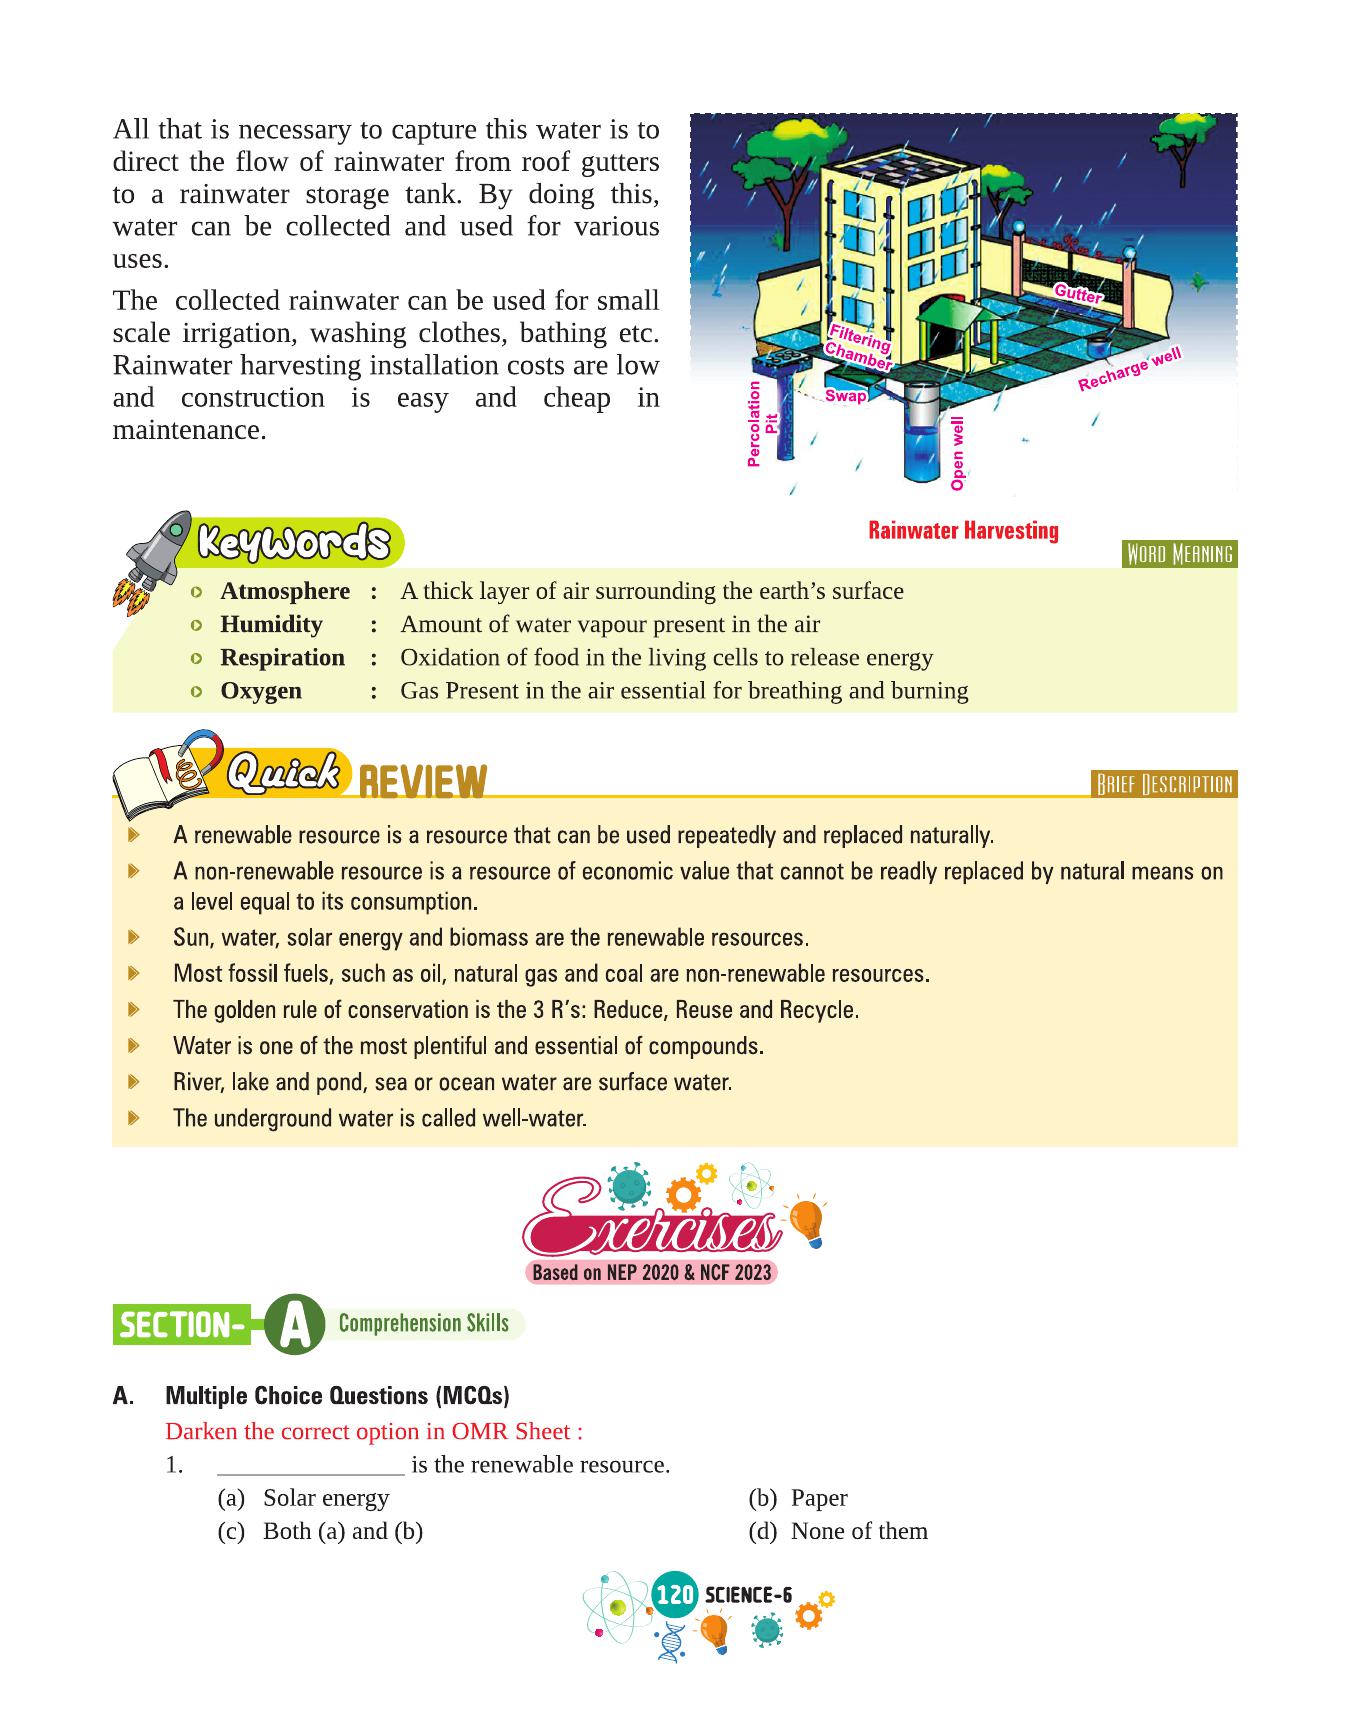 All that is necessary to capture this water is to
direct the flow of rainwater from roof gutters
to a rainwater storage tank. By doing this,
water can be collected and used for various
uses.
The collected rainwater can be used for small
scale irrigation, washing clothes, bathing etc.
Rainwater harvesting installation costs are low
and construction is easy and cheap in
maintenance.
Gutter
Filtering
Chamber
Recharge well
Swap
Percolation
Pit
Open well
Rainwater Harvesting
KeyWords
WORD MEANING
Atmosphere : A thick layer of air surrounding the earth’s surface
Humidity : Amount of water vapour present in the air
Respiration : Oxidation of food in the living cells to release energy
Oxygen : Gas Present in the air essential for breathing and burning
Quick REVIEW
BRIEF DESCRIPTION
A renewable resource is a resource that can be used repeatedly and replaced naturally.
A non-renewable resource is a resource of economic value that cannot be readly replaced by natural means on
a level equal to its consumption.
Sun, water, solar energy and biomass are the renewable resources.
Most fossil fuels, such as oil, natural gas and coal are non-renewable resources.
The golden rule of conservation is the 3 R’s: Reduce, Reuse and Recycle.
Water is one of the most plentiful and essential of compounds.
River, lake and pond, sea or ocean water are surface water.
The underground water is called well-water.
Exercises
Based on NEP 2020 & NCF 2023
SECTION- A Comprehension Skills
A. Multiple Choice Questions (MCQs)
Darken the correct option in OMR Sheet :
1. _______________ is the renewable resource.
(a) Solar energy (b) Paper
(c) Both (a) and (b) (d) None of them
120 SCIENCE-6